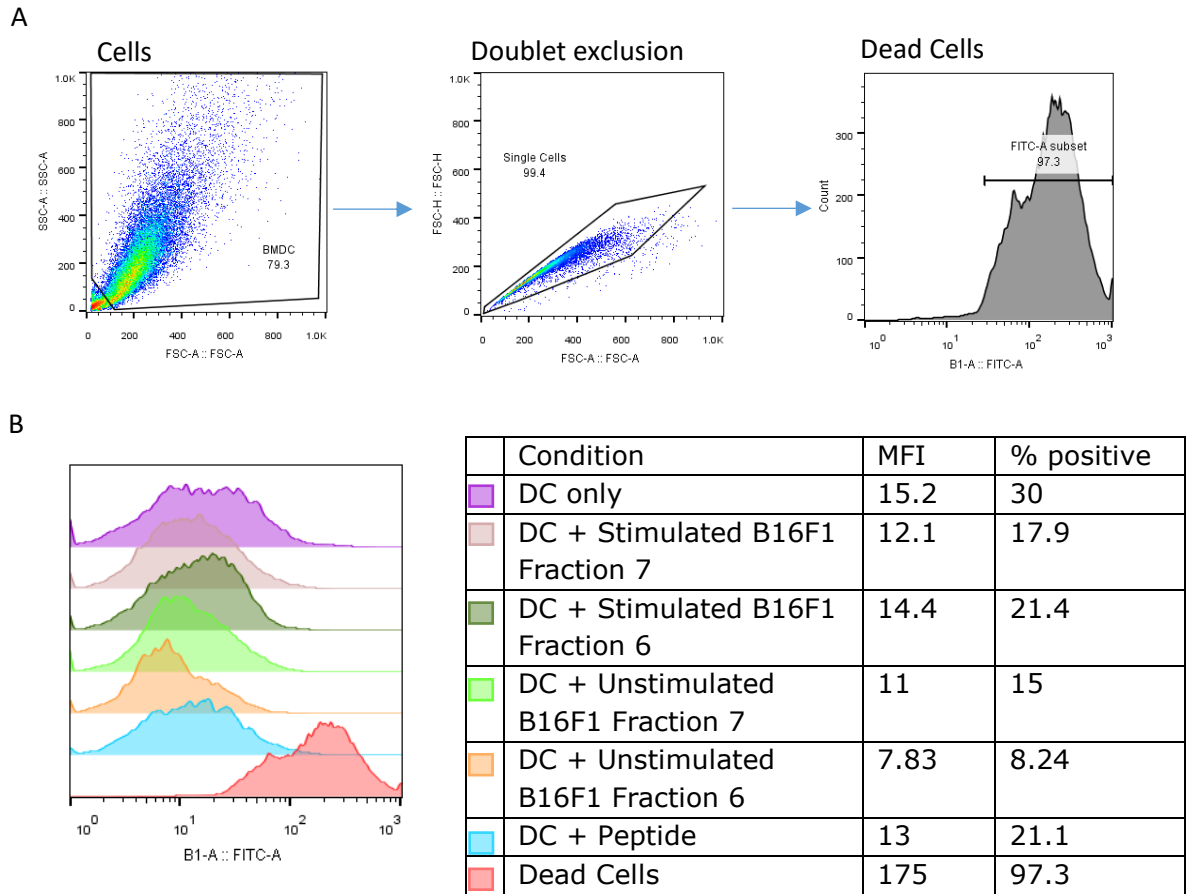 A
Cells
Doublet exclusion
Dead Cells
1.0K
800
600
400
200
0
SSC-A :: SSC-A
BMDC
79.3
0 200 400 600 800 1.0K
FSC-A :: FSC-A
1.0K
800
600
400
200
0
FSC-H :: FSC-H
Single Cells
99.4
0 200 400 600 800 1.0K
FSC-A :: FSC-A
300
200
100
0
Count
FITC-A subset
97.3
10^0 10^1 10^2 10^3
B1-A :: FITC-A
B
10^0 10^1 10^2 10^3
B1-A :: FITC-A
Condition MFI % positive
DC only 15.2 30
DC + Stimulated B16F1 12.1 17.9
Fraction 7
DC + Stimulated B16F1 14.4 21.4
Fraction 6
DC + Unstimulated 11 15
B16F1 Fraction 7
DC + Unstimulated 7.83 8.24
B16F1 Fraction 6
DC + Peptide 13 21.1
Dead Cells 175 97.3